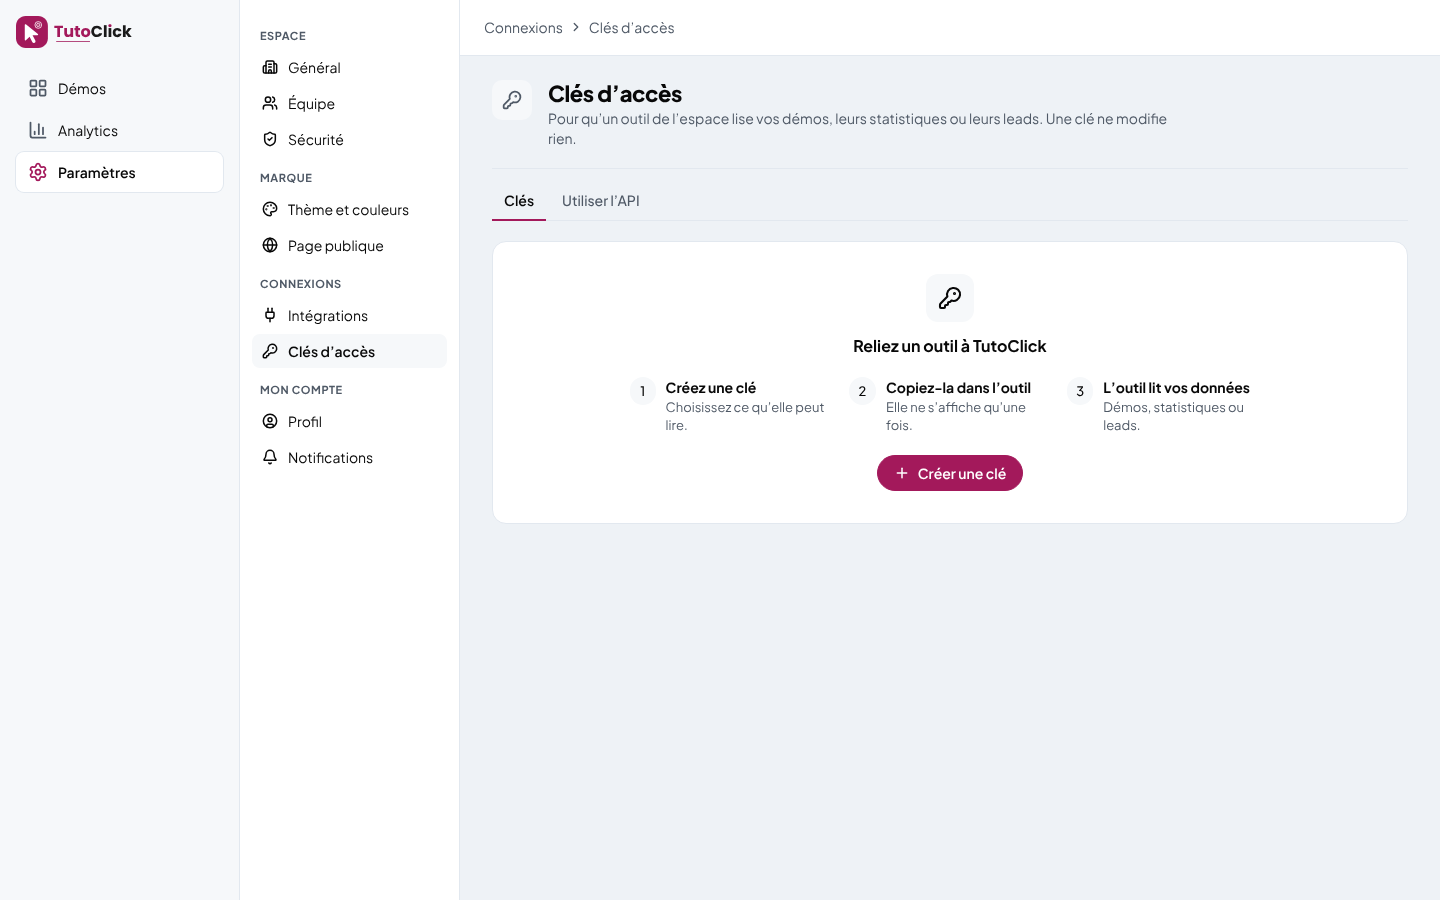 TutoClick
Démos
Analytics
Paramètres
ESPACE
Général
Équipe
Sécurité
MARQUE
Thème et couleurs
Page publique
CONNEXIONS
Intégrations
Clés d’accès
MON COMPTE
Profil
Notifications
Connexions > Clés d’accès
Clés d’accès
Pour qu’un outil de l’espace lise vos démos, leurs statistiques ou leurs leads. Une clé ne modifie
rien.
Clés
Utiliser l’API
Reliez un outil à TutoClick
1
Créez une clé
Choisissez ce qu’elle peut
lire.
2
Copiez-la dans l’outil
Elle ne s’affiche qu’une
fois.
3
L’outil lit vos données
Démos, statistiques ou
leads.
Créer une clé